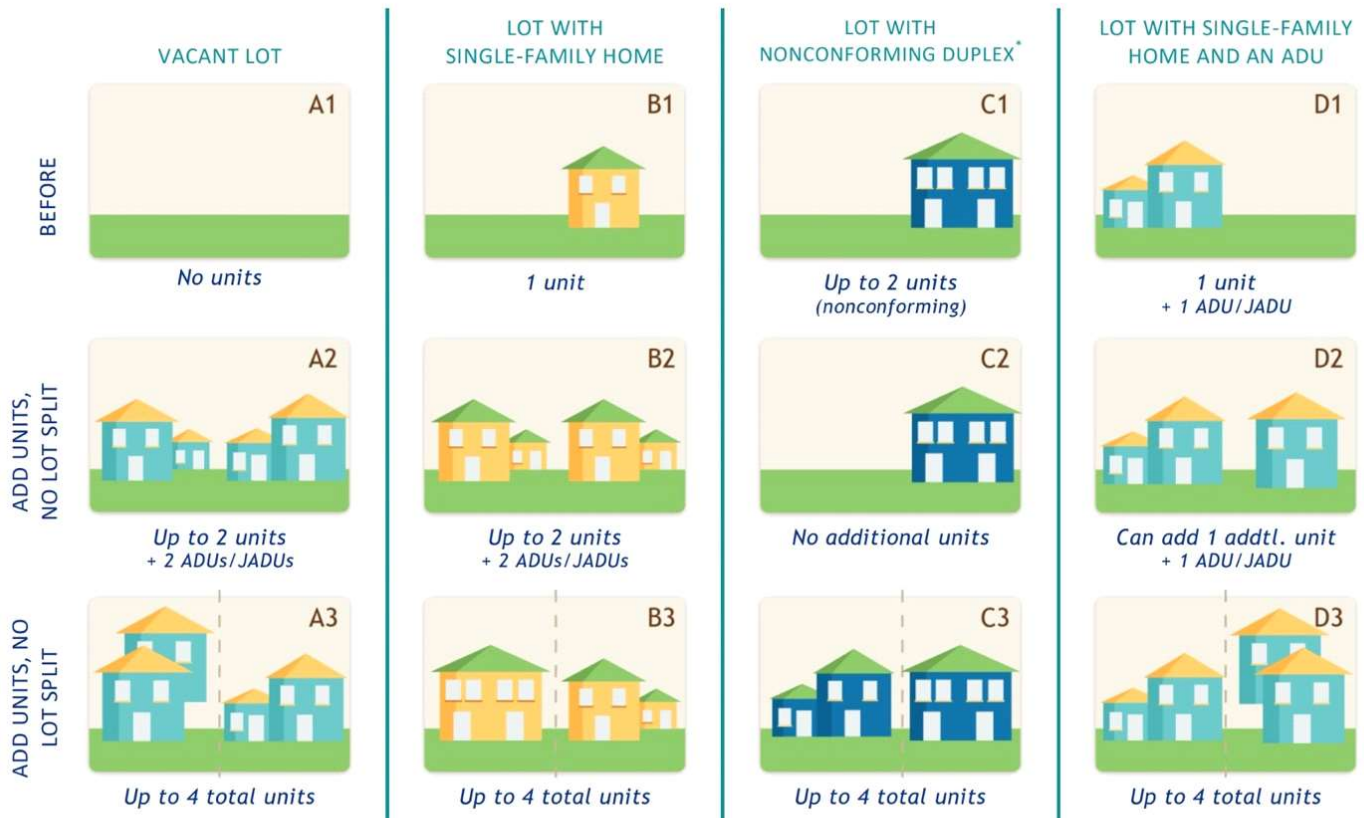 VACANT LOT
LOT WITH
SINGLE-FAMILY HOME
LOT WITH
NONCONFORMING DUPLEX*
LOT WITH SINGLE-FAMILY
HOME AND AN ADU
BEFORE
A1
No units
B1
1 unit
C1
Up to 2 units
(nonconforming)
D1
1 unit
+ 1 ADU/JADU
ADD UNITS,
NO LOT SPLIT
A2
Up to 2 units
+ 2 ADUs/JADUs
B2
Up to 2 units
+ 2 ADUs/JADUs
C2
No additional units
D2
Can add 1 addtl. unit
+ 1 ADU/JADU
ADD UNITS, NO
LOT SPLIT
A3
Up to 4 total units
B3
Up to 4 total units
C3
Up to 4 total units
D3
Up to 4 total units